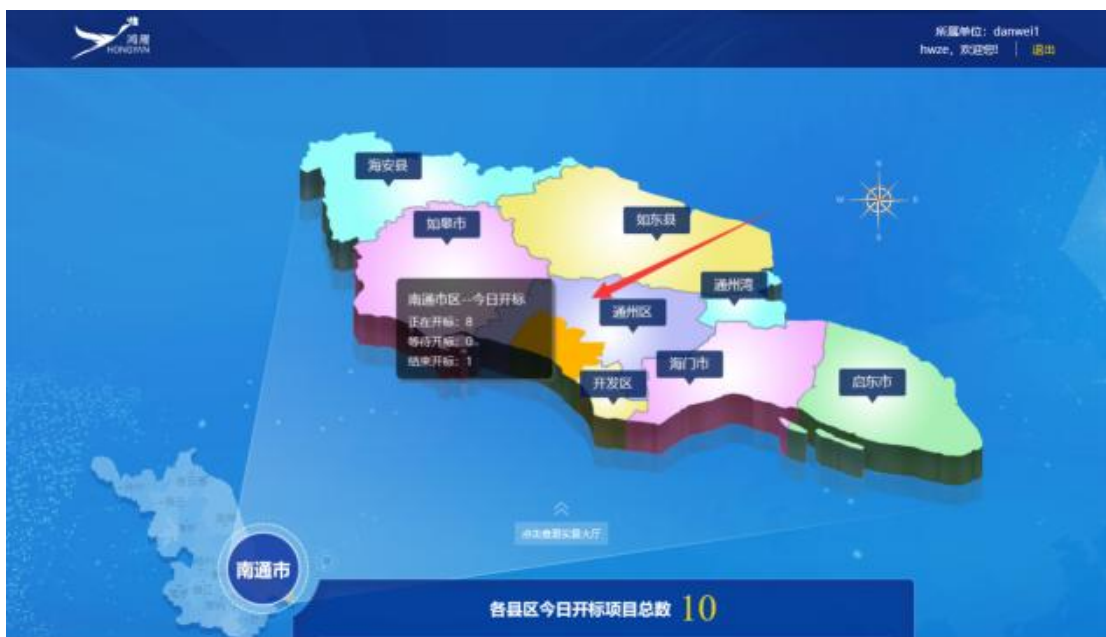 鸿雁
HONGYAN
所属单位：danwei1
hwze，欢迎您!! | 退出
海安县
如皋市
如东县
通州湾
南通市区--今日开标
正在开标：8
等待开标：0
结束开标：1
通州区
海门市
开发区
启东市
南通市
各县区今日开标项目总数 10